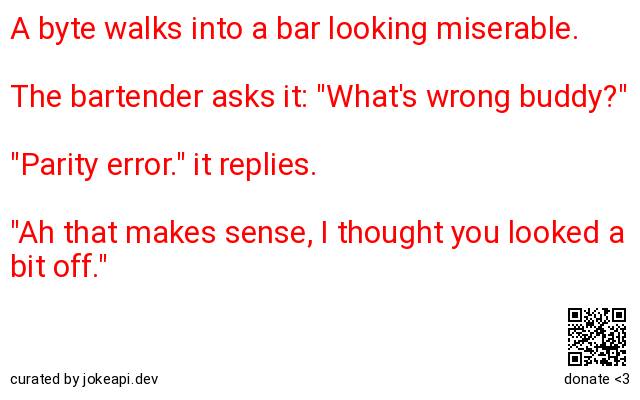 A byte walks into a bar looking miserable.
The bartender asks it: "What's wrong buddy?"
"Parity error." it replies.
"Ah that makes sense, I thought you looked a
bit off."
curated by jokeapi.dev
donate <3